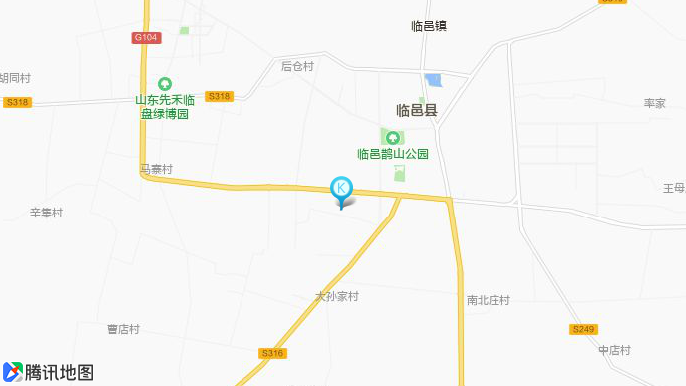 临邑镇
G104
后仓村
胡同村
S318
S318
山东先禾临
盘绿博园
临邑县
率家
临邑鹊山公园
马寨村
K
王母
辛集村
大孙家村
南北庄村
曹店村
S249
S316
中店村
腾讯地图